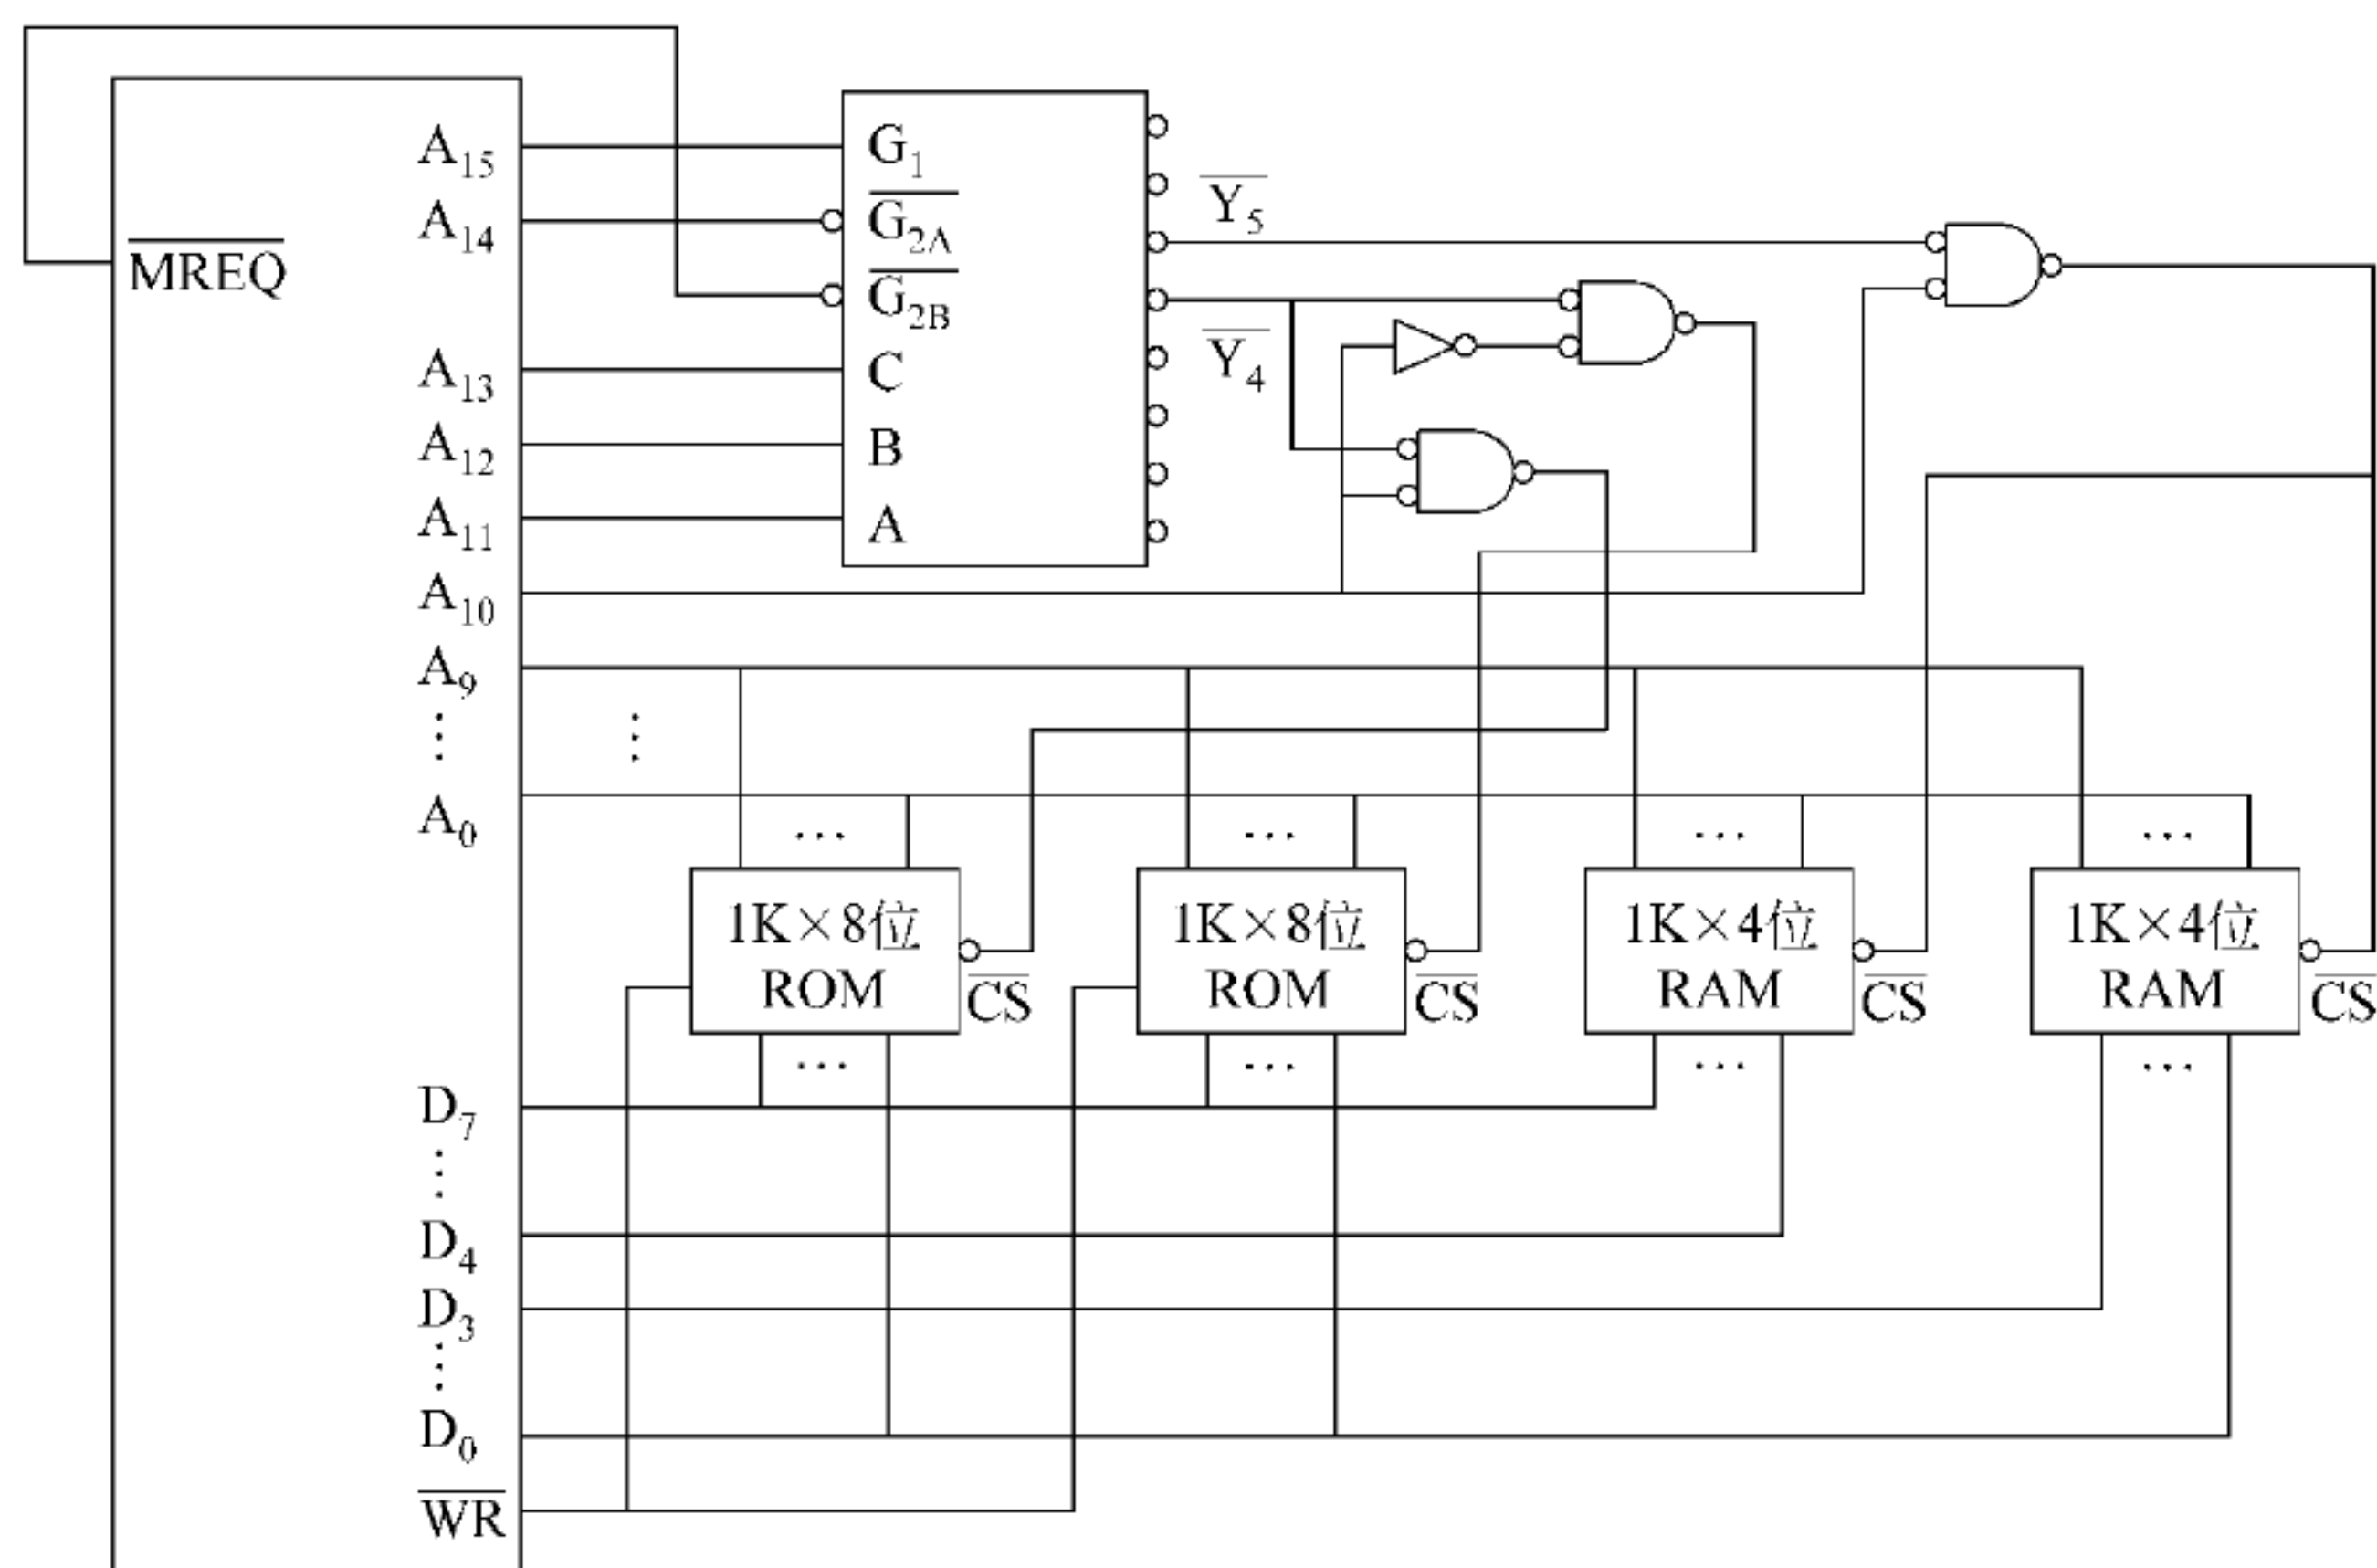 A15
A14
MREQ
A13
A12
A11
A10
A9
⋮
⋮
A0
D7
⋮
D4
D3
⋮
D0
WR
G1
G2A
G2B
C
B
A
Y5
Y4
…
…
…
…
1K×8位
ROM
CS
1K×8位
ROM
CS
1K×4位
RAM
CS
1K×4位
RAM
CS
…
…
…
…